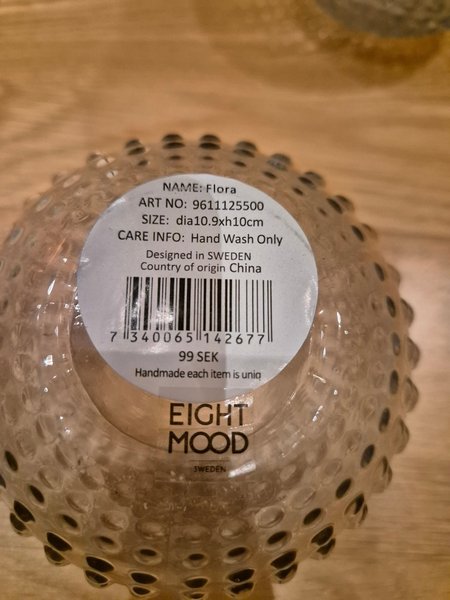 NAME: Flora
ART NO: 9611125500
SIZE: dia10.9xh10cm
CARE INFO: Hand Wash Only
Designed in SWEDEN
Country of origin China
7 340065 142677
99 SEK
Handmade each item is uniq
EIGHT
MOOD
SWEDEN